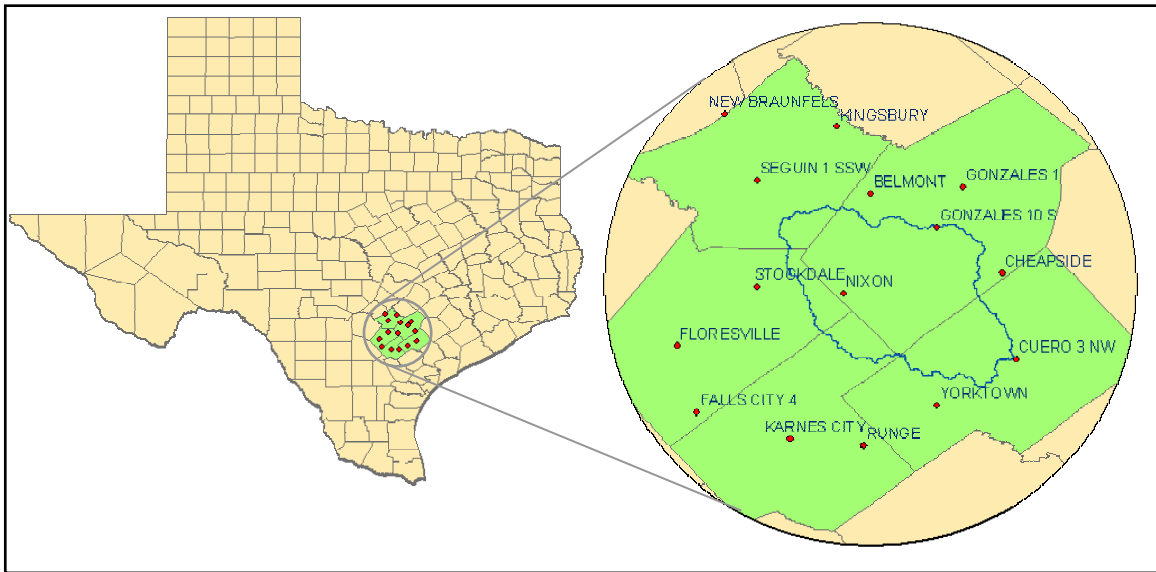 NEW BRAUNFELS
KINGSBURY
SEGUIN 1 SSW
BELMONT
GONZALES 1
GONZALES 10 S
CHEAPSIDE
STOCKDALE
NIXON
FLORESVILLE
CUERO 3 NW
YORKTOWN
FALLS CITY 4
KARNES CITY
RUNGE